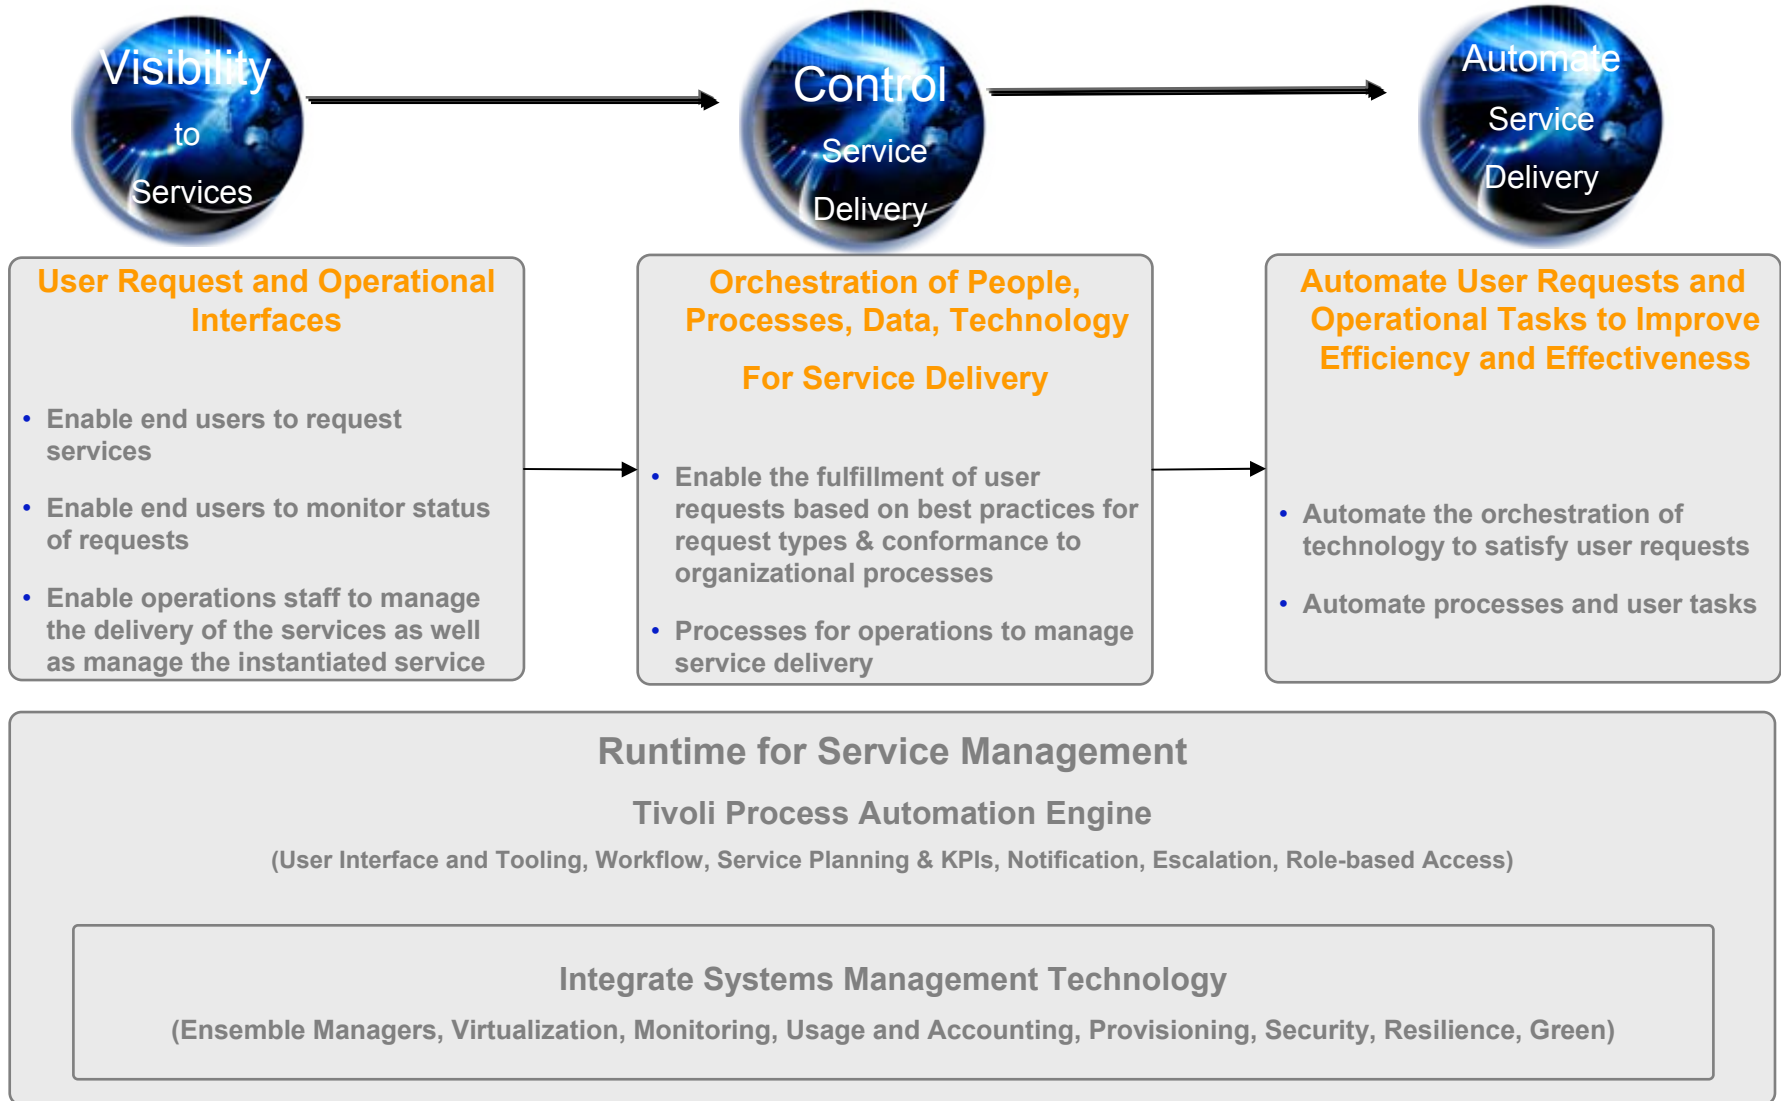 Visibility
to
Services
Control
Service
Delivery
Automate
Service
Delivery
User Request and Operational
Interfaces
• Enable end users to request
services
• Enable end users to monitor status
of requests
• Enable operations staff to manage
the delivery of the services as well
as manage the instantiated service
Orchestration of People,
Processes, Data, Technology
For Service Delivery
• Enable the fulfillment of user
requests based on best practices for
request types & conformance to
organizational processes
• Processes for operations to manage
service delivery
Automate User Requests and
Operational Tasks to Improve
Efficiency and Effectiveness
• Automate the orchestration of
technology to satisfy user requests
• Automate processes and user tasks
Runtime for Service Management
Tivoli Process Automation Engine
(User Interface and Tooling, Workflow, Service Planning & KPIs, Notification, Escalation, Role-based Access)
Integrate Systems Management Technology
(Ensemble Managers, Virtualization, Monitoring, Usage and Accounting, Provisioning, Security, Resilience, Green)